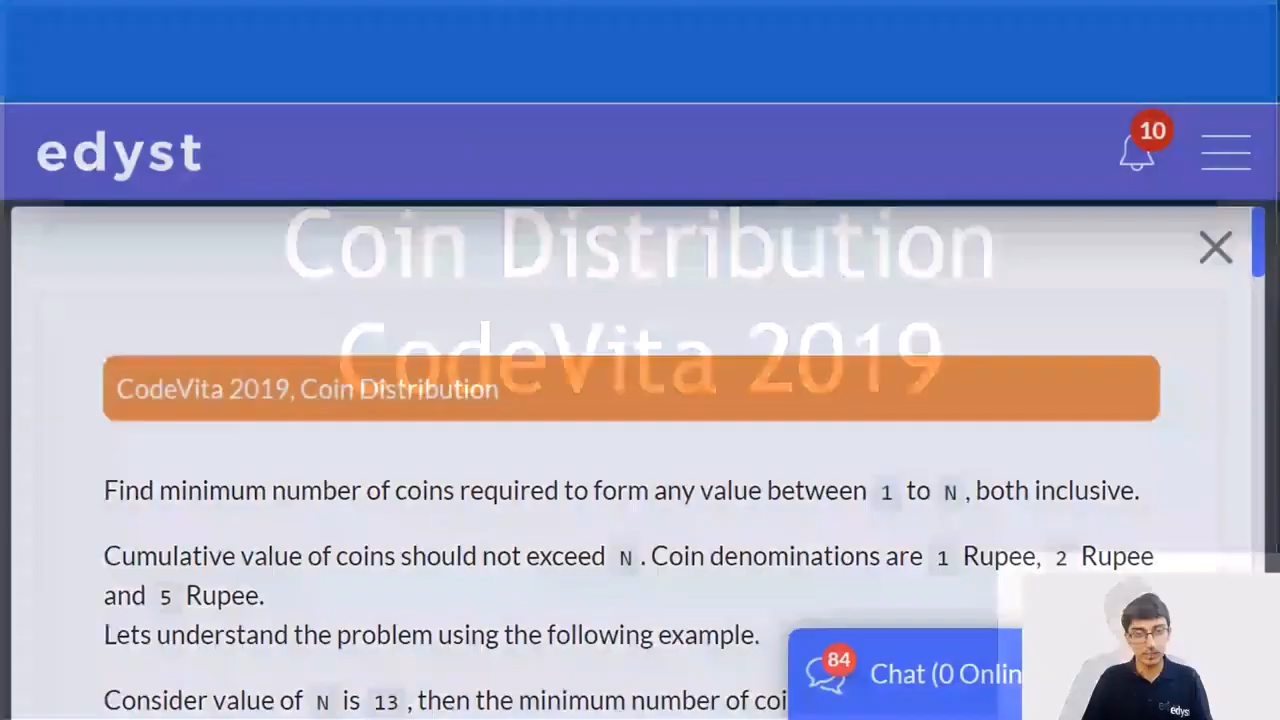 edyst
10
Coin Distribution
CodeVita 2019
CodeVita 2019, Coin Distribution
Find minimum number of coins required to form any value between 1 to N, both inclusive.
Cumulative value of coins should not exceed N. Coin denominations are 1 Rupee, 2 Rupee
and 5 Rupee.
Lets understand the problem using the following example.
84
Chat (0 Onlin
Consider value of N is 13, then the minimum number of coi
edyst